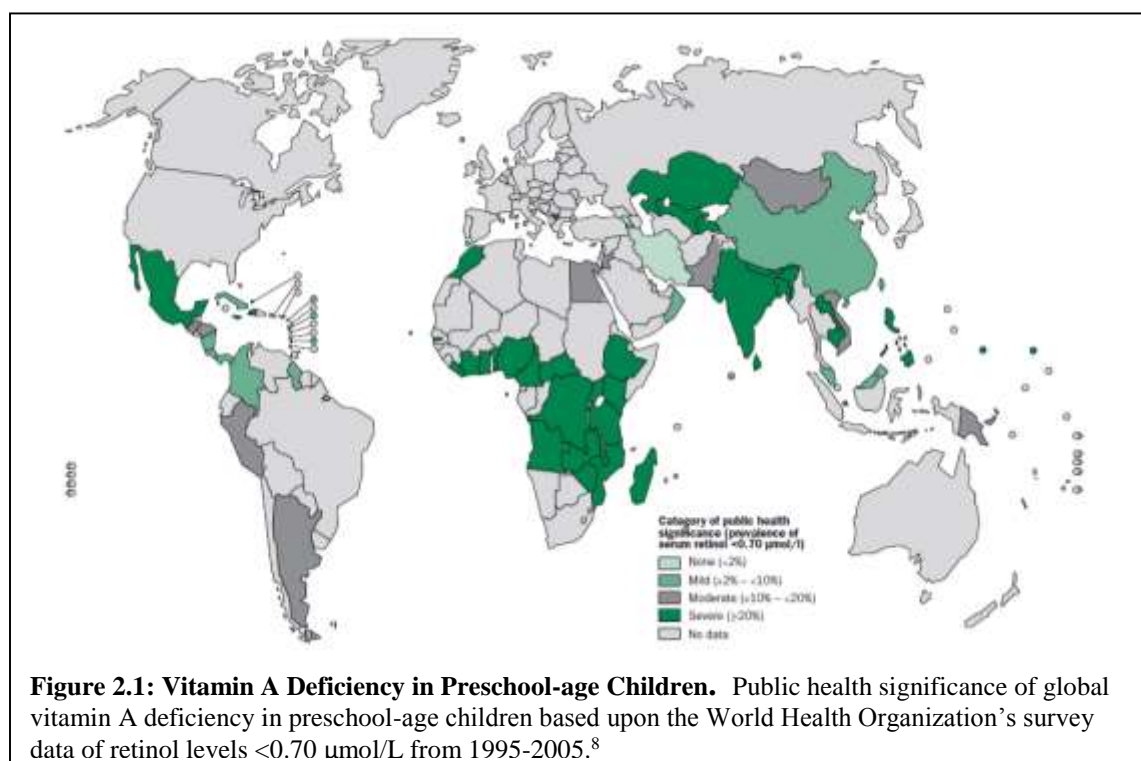 Category of public health
significance (prevalence of
serum retinol <0.70 µmol/l)
None (<2%)
Mild (≥2% – <10%)
Moderate (≥10% – <20%)
Severe (≥20%)
No data
Figure 2.1: Vitamin A Deficiency in Preschool-age Children. Public health significance of global
vitamin A deficiency in preschool-age children based upon the World Health Organization’s survey
data of retinol levels <0.70 µmol/L from 1995-2005.8